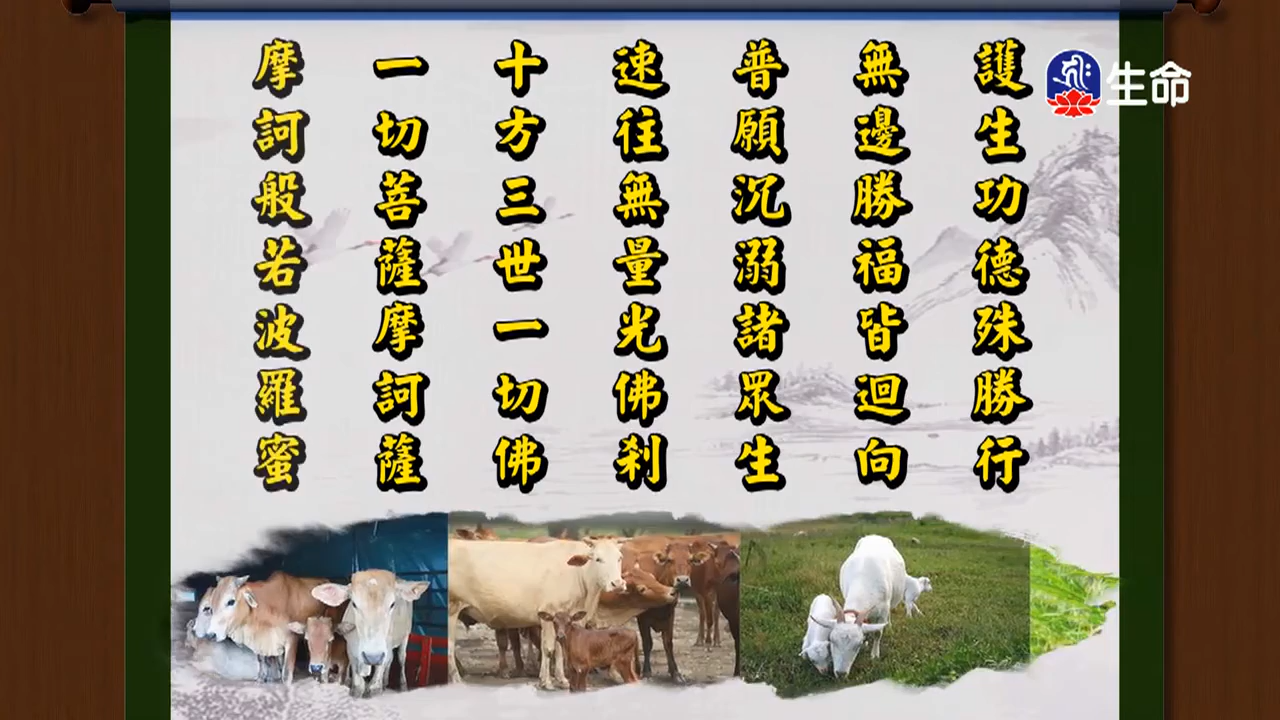 護生功德殊勝行
無邊勝福皆迴向
普願沉溺諸眾生
速往無量光佛剎
十方三世一切佛
一切菩薩摩訶薩
摩訶般若波羅蜜
生命